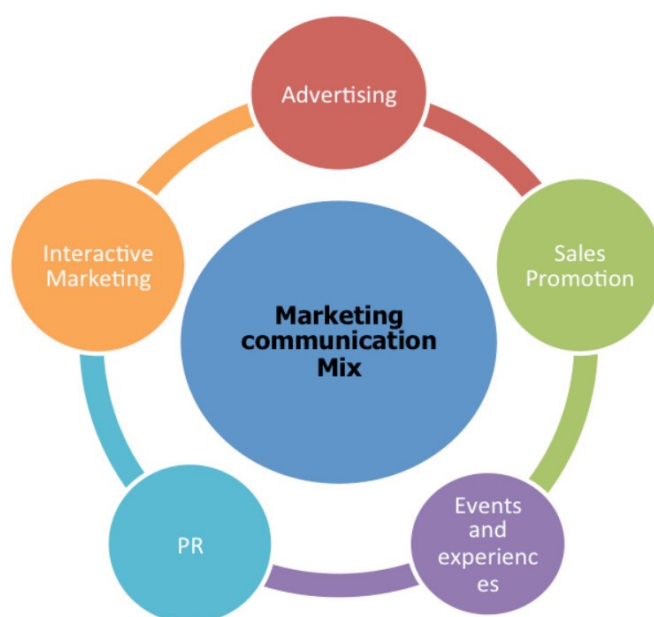 Advertising
Interactive
Marketing
Sales
Promotion
Marketing
communication
Mix
PR
Events
and
experienc
es